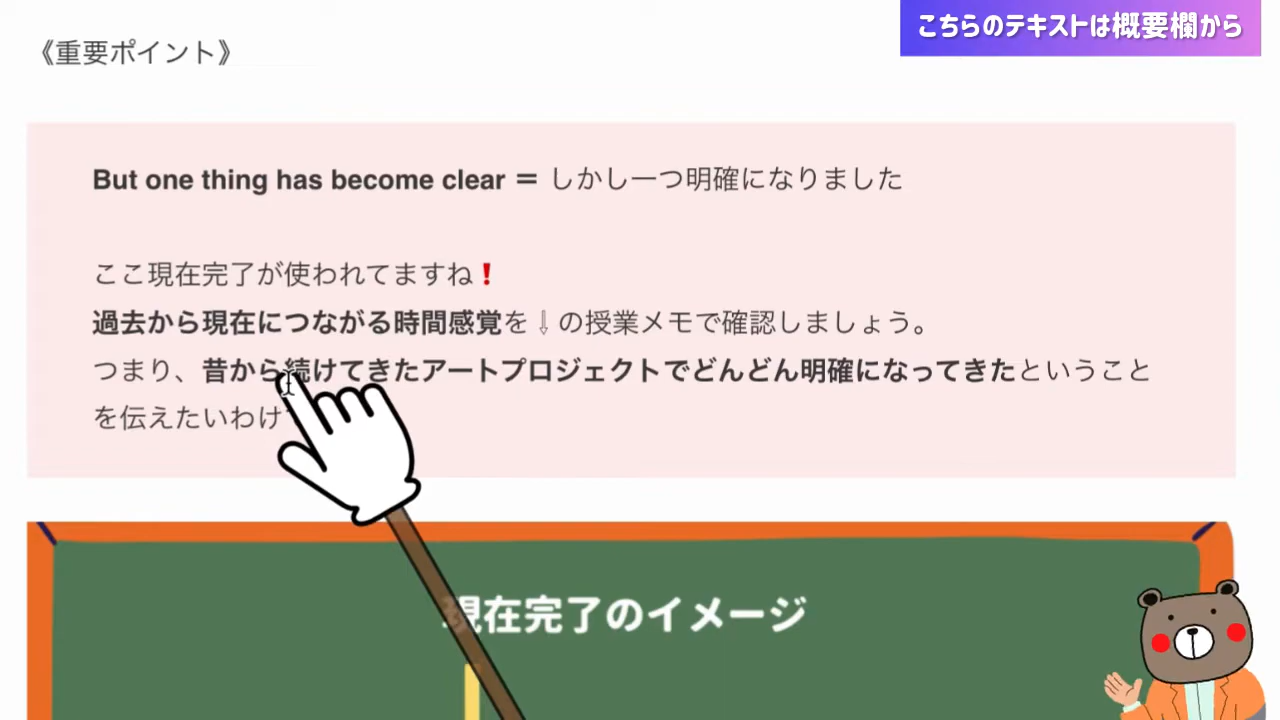 こちらのテキストは概要欄から
《重要ポイント》
But one thing has become clear = しかし一つ明確になりました
ここ現在完了が使われてますね❗
過去から現在につながる時間感覚を⇩の授業メモで確認しましょう。
つまり、昔から続けてきたアートプロジェクトでどんどん明確になってきたということ
を伝えたいわけ
現在完了のイメージ